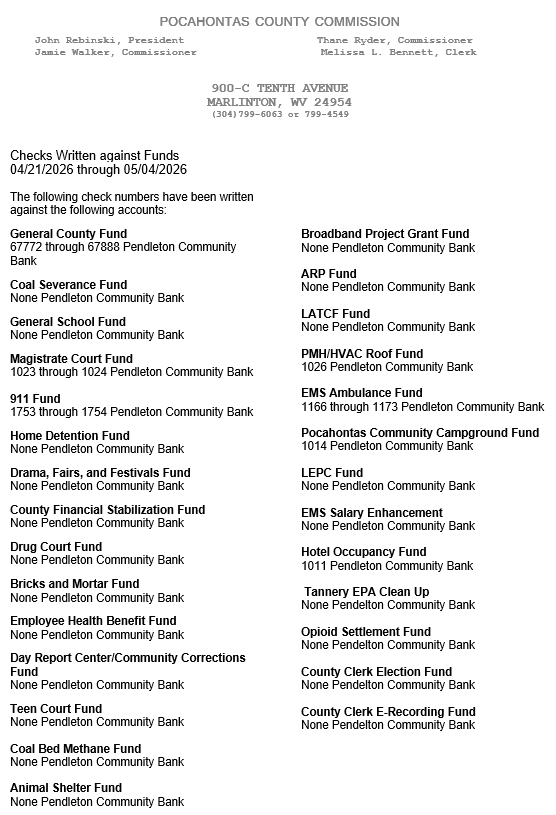 POCAHONTAS COUNTY COMMISSION
John Rebinski, President
Jamie Walker, Commissioner
Thane Ryder, Commissioner
Melissa L. Bennett, Clerk
900-C TENTH AVENUE
MARLINTON, WV 24954
(304)799-6063 or 799-4549
Checks Written against Funds
04/21/2026 through 05/04/2026
The following check numbers have been written
against the following accounts:
General County Fund
67772 through 67888 Pendleton Community
Bank
Coal Severance Fund
None Pendleton Community Bank
General School Fund
None Pendleton Community Bank
Magistrate Court Fund
1023 through 1024 Pendleton Community Bank
911 Fund
1753 through 1754 Pendleton Community Bank
Home Detention Fund
None Pendleton Community Bank
Drama, Fairs, and Festivals Fund
None Pendleton Community Bank
County Financial Stabilization Fund
None Pendleton Community Bank
Drug Court Fund
None Pendleton Community Bank
Bricks and Mortar Fund
None Pendleton Community Bank
Employee Health Benefit Fund
None Pendleton Community Bank
Day Report Center/Community Corrections
Fund
None Pendleton Community Bank
Teen Court Fund
None Pendleton Community Bank
Coal Bed Methane Fund
None Pendleton Community Bank
Animal Shelter Fund
None Pendleton Community Bank
Broadband Project Grant Fund
None Pendleton Community Bank
ARP Fund
None Pendleton Community Bank
LATCF Fund
None Pendleton Community Bank
PMH/HVAC Roof Fund
1026 Pendleton Community Bank
EMS Ambulance Fund
1166 through 1173 Pendleton Community Bank
Pocahontas Community Campground Fund
1014 Pendleton Community Bank
LEPC Fund
None Pendelton Community Bank
EMS Salary Enhancement
None Pendleton Community Bank
Hotel Occupancy Fund
1011 Pendleton Community Bank
Tannery EPA Clean Up
None Pendelton Community Bank
Opioid Settlement Fund
None Pendelton Community Bank
County Clerk Election Fund
None Pendelton Community Bank
County Clerk E-Recording Fund
None Pendelton Community Bank